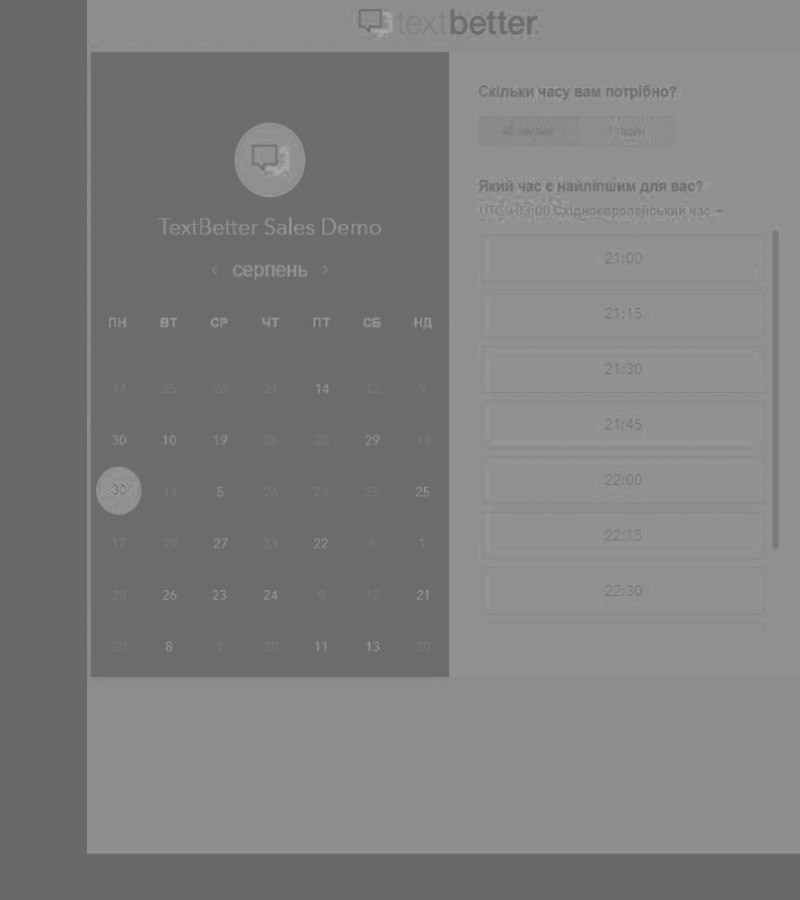 textbetter.
TextBetter Sales Demo
‹ серпень ›
ПН ВТ СР ЧТ ПТ СБ НД
14 25 28 21 14 12 9
30 10 19 26 28 29 14
30 14 5 26 24 25 25
17 29 27 23 22 5 1
28 26 23 24 9 12 21
20 8 1 20 11 13 20
Скільки часу вам потрібно?
40 хвилин 1 годин
Який час є найліпшим для вас?
UTC+03:00 Східноєвропейський час
21:00
21:15
21:30
21:45
22:00
22:15
22:30